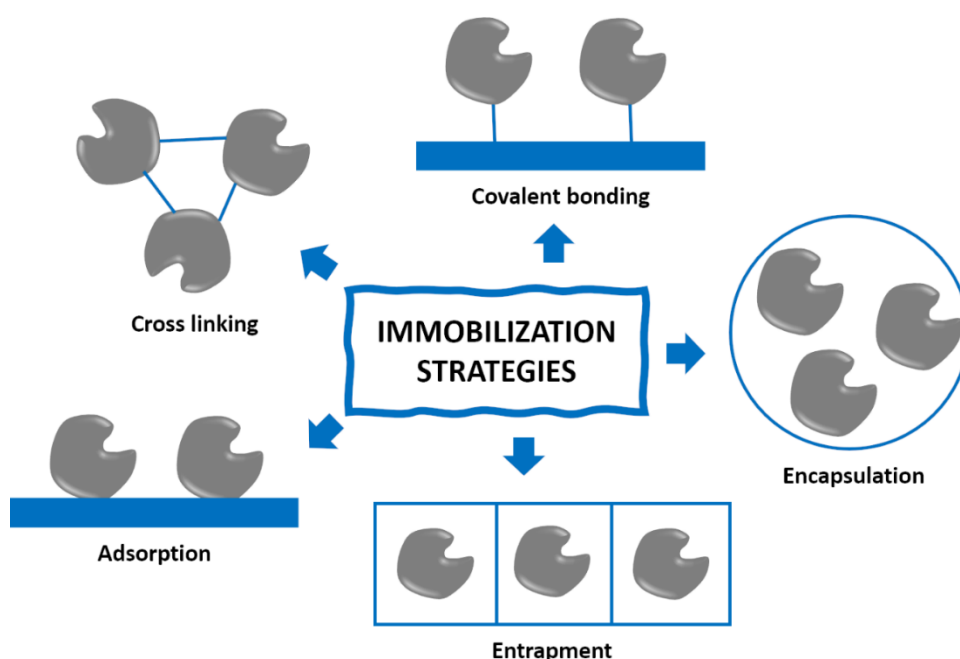 Covalent bonding
Cross linking
IMMOBILIZATION
STRATEGIES
Encapsulation
Adsorption
Entrapment